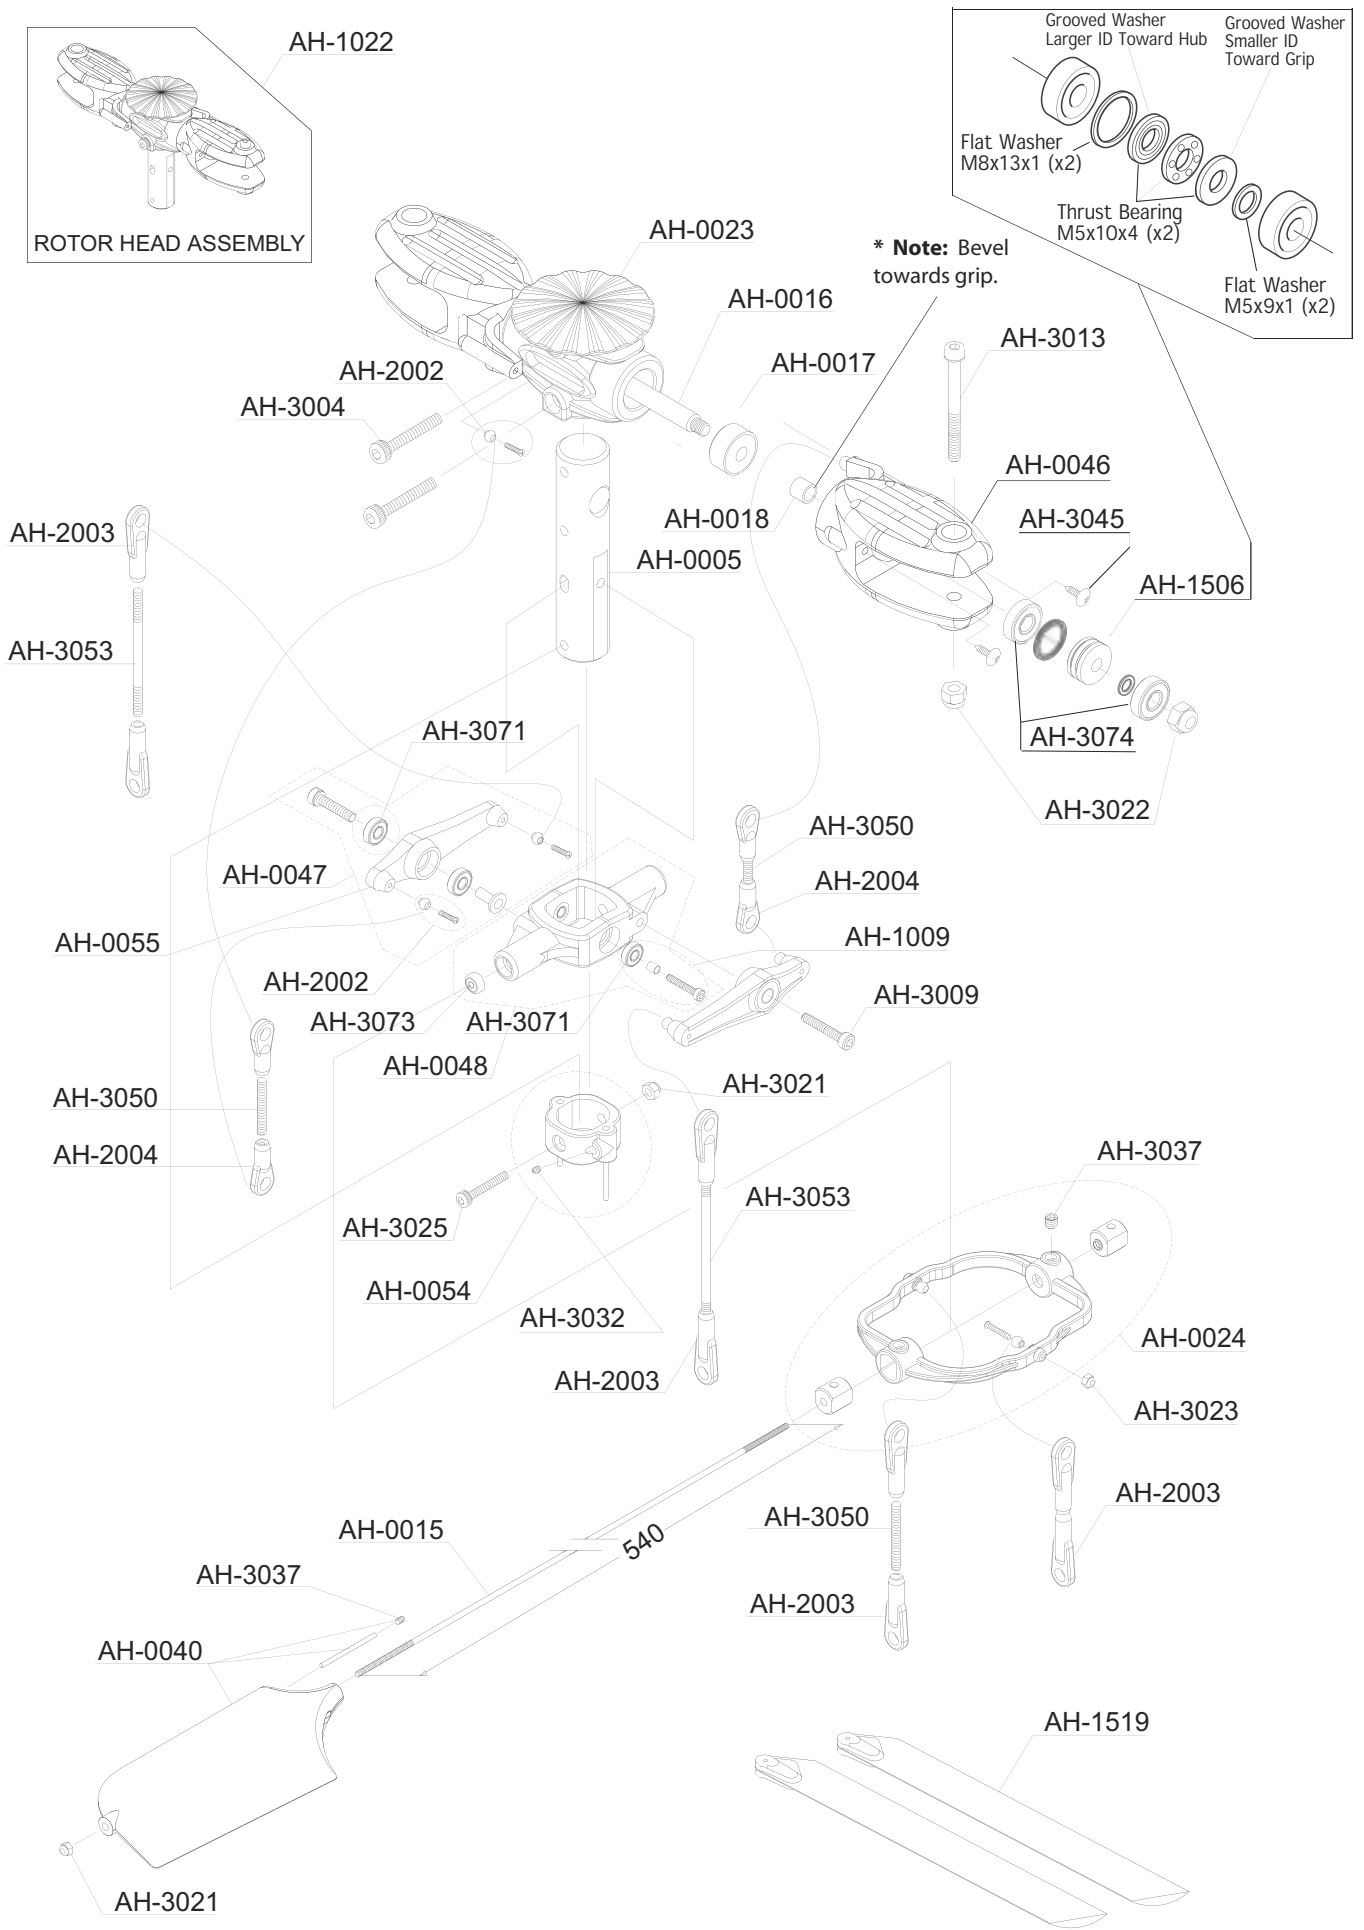 AH-1022
ROTOR HEAD ASSEMBLY
Grooved Washer
Larger ID Toward Hub
Grooved Washer
Smaller ID
Toward Grip
Flat Washer
M8x13x1 (x2)
Thrust Bearing
M5x10x4 (x2)
Flat Washer
M5x9x1 (x2)
AH-0023
* Note: Bevel
towards grip.
AH-0016
AH-3013
AH-0017
AH-2002
AH-3004
AH-0046
AH-0018
AH-3045
AH-2003
AH-0005
AH-1506
AH-3053
AH-3071
AH-3074
AH-3022
AH-3050
AH-0047
AH-2004
AH-0055
AH-1009
AH-2002
AH-3009
AH-3073
AH-3071
AH-0048
AH-3021
AH-3050
AH-2004
AH-3037
AH-3053
AH-3025
AH-0054
AH-3032
AH-0024
AH-2003
AH-3023
AH-2003
AH-3050
AH-0015
540
AH-3037
AH-2003
AH-0040
AH-1519
AH-3021